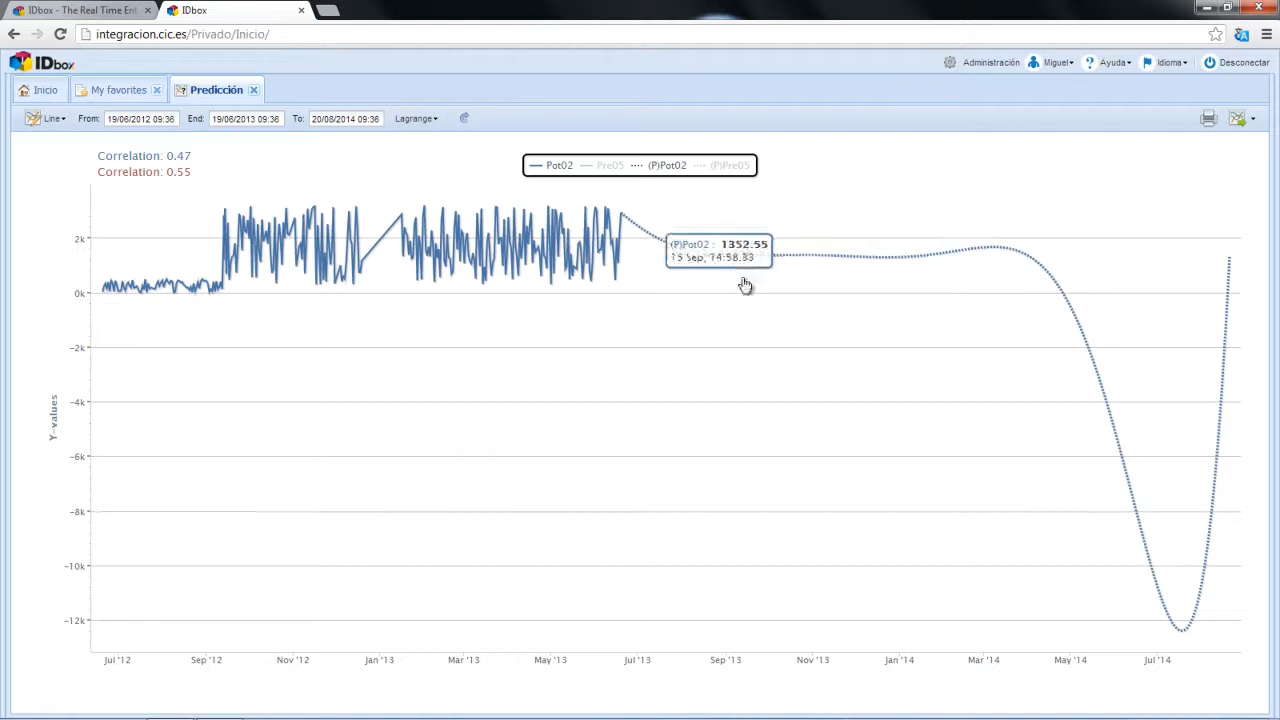 IDbox - The Real Time Ent
IDbox
integracion.cic.es/Privado/Inicio/
IDbox
Administración Miguel Ayuda Idioma Desconectar
Inicio My favorites Predicción
Line From: 19/06/2012 09:36 End: 19/06/2013 09:36 To: 20/08/2014 09:36 Lagrange
Correlation: 0.47
Correlation: 0.55
Pot02 Pre05 (P)Pot02 (P)Pre05
2k
0k
-2k
-4k
-6k
-8k
-10k
-12k
Y-values
(P)Pot02 : 1352.55
Sep,
Jul '12 Sep '12 Nov '12 Jan '13 Mar '13 May '13 Jul '13 Sep '13 Nov '13 Jan '14 Mar '14 May '14 Jul '14